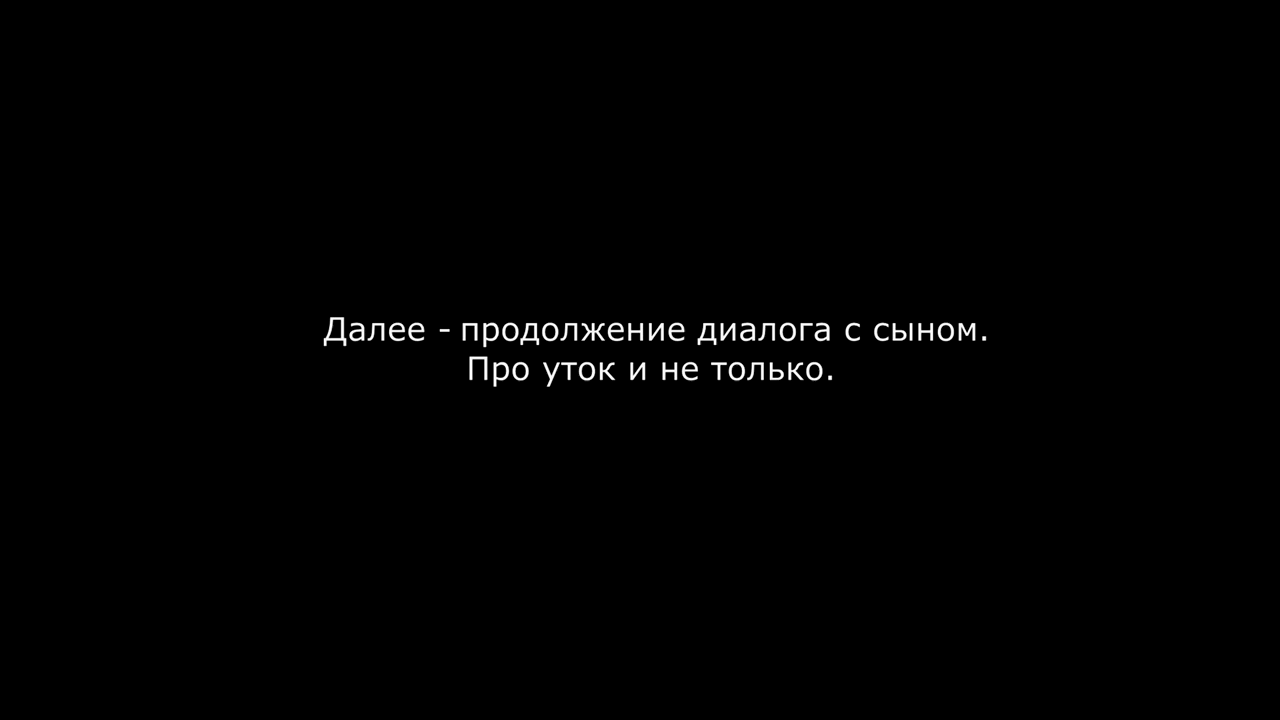 Далее - продолжение диалога с сыном.
Про уток и не только.